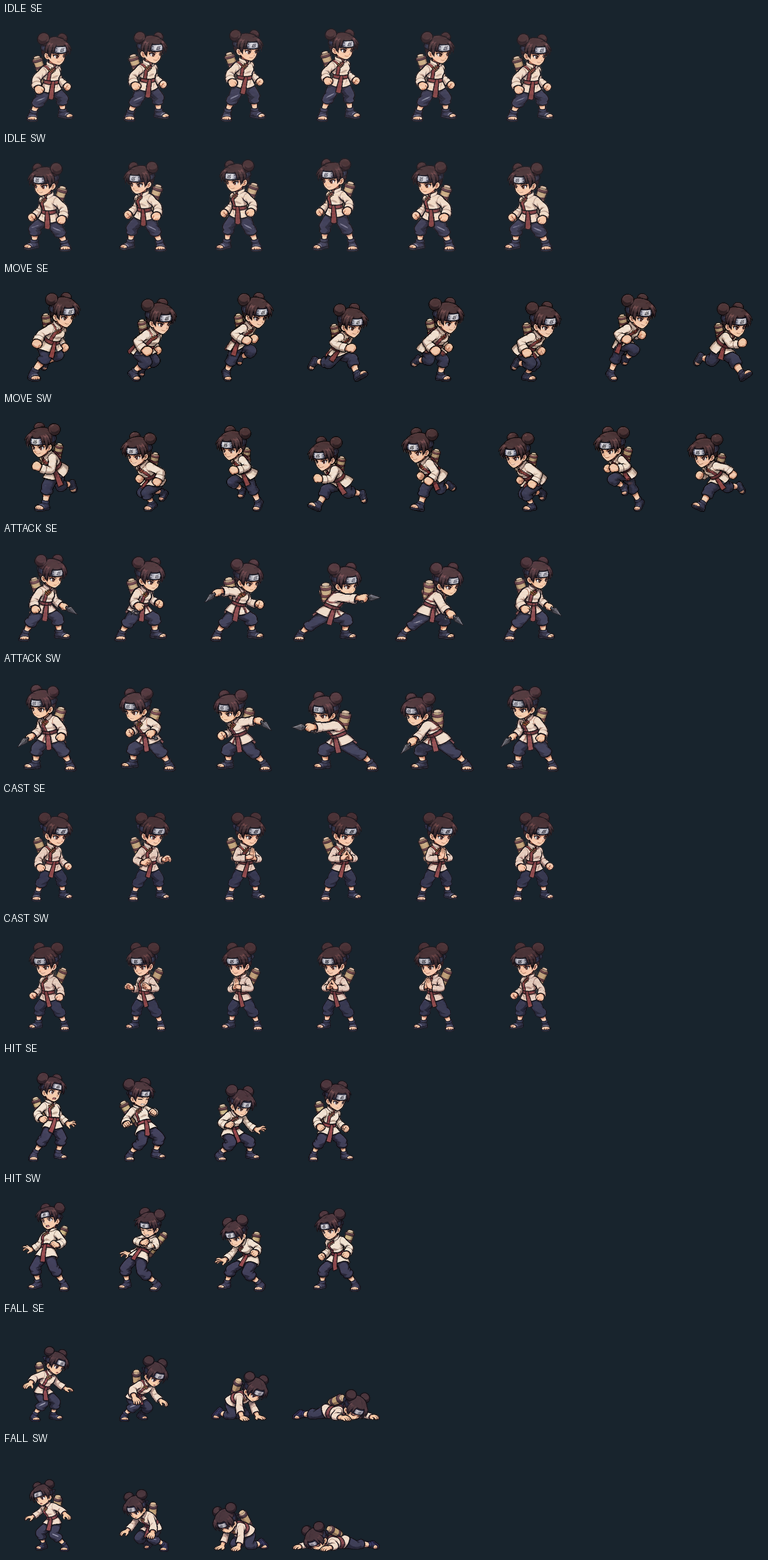 IDLE SE
IDLE SW
MOVE SE
MOVE SW
ATTACK SE
ATTACK SW
CAST SE
CAST SW
HIT SE
HIT SW
FALL SE
FALL SW